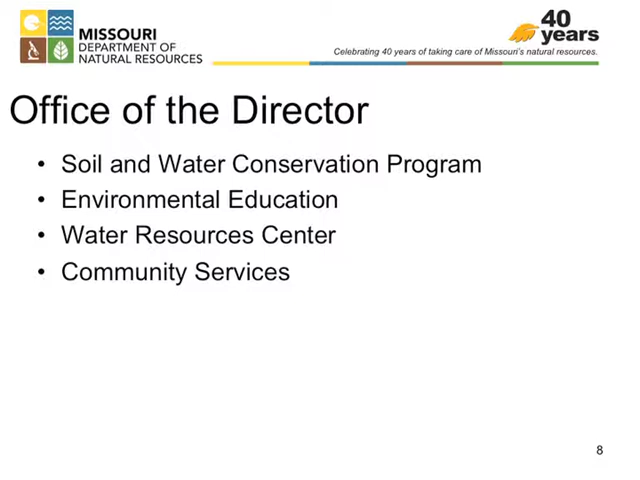 MISSOURI
DEPARTMENT OF
NATURAL RESOURCES
40
years
Celebrating 40 years of taking care of Missouri's natural resources.
Office of the Director
• Soil and Water Conservation Program
• Environmental Education
• Water Resources Center
• Community Services
8